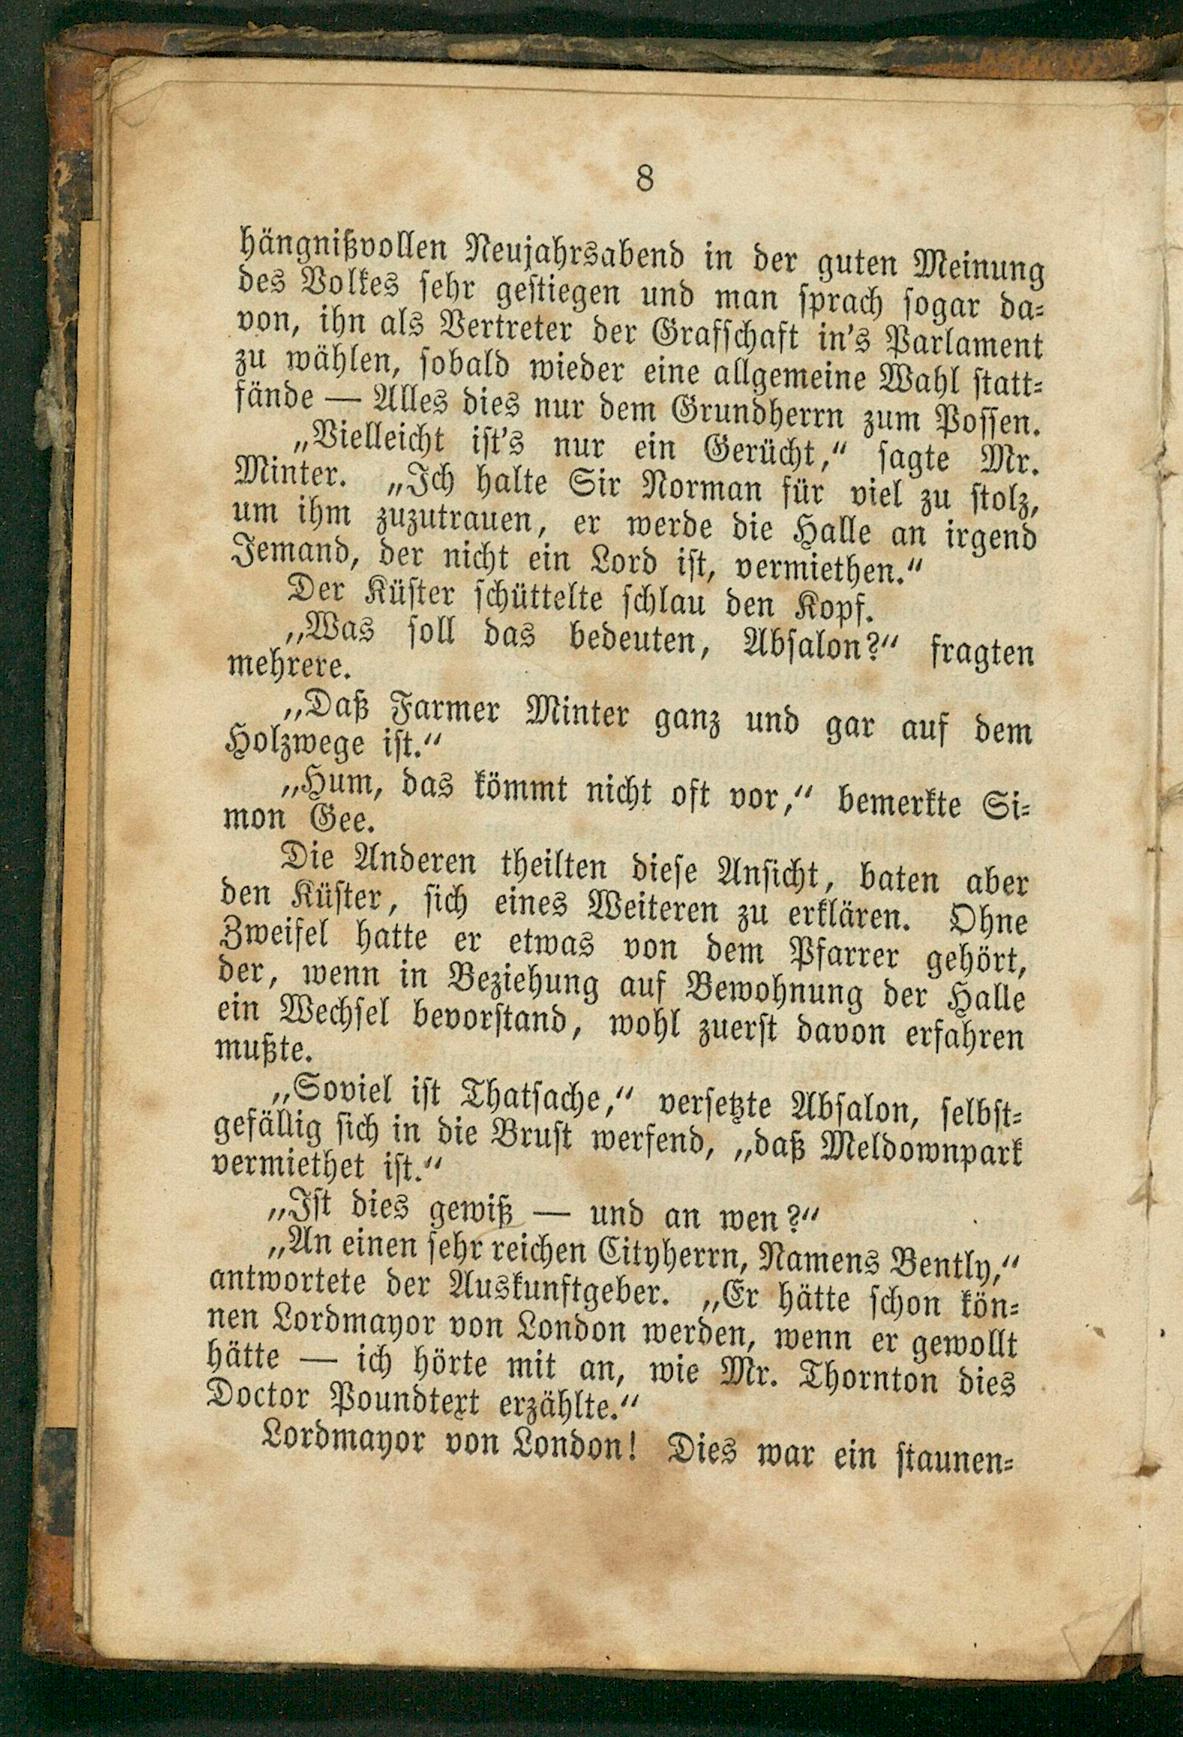 8
hängnißvollen Neujahrsabend in der guten Meinung
des Volkes sehr gestiegen und man sprach sogar da-
von, ihn als Vertreter der Grafschaft in's Parlament
zu wählen, sobald wieder eine allgemeine Wahl statt-
fände — Alles dies nur dem Grundherrn zum Possen.
„Vielleicht ist's nur ein Gerücht,“ sagte Mr.
Minter. „Ich halte Sir Norman für viel zu stolz,
um ihm zuzutrauen, er werde die Halle an irgend
Jemand, der nicht ein Lord ist, vermiethen.“
Der Küster schüttelte schlau den Kopf.
„Was soll das bedeuten, Absalon?“ fragten
mehrere.
„Daß Farmer Minter ganz und gar auf dem
Holzwege ist.“
„Hum, das kömmt nicht oft vor,“ bemerkte Si-
mon Gee.
Die Anderen theilten diese Ansicht, baten aber
den Küster, sich eines Weiteren zu erklären. Ohne
Zweifel hatte er etwas von dem Pfarrer gehört,
der, wenn in Beziehung auf Bewohnung der Halle
ein Wechsel bevorstand, wohl zuerst davon erfahren
mußte.
„Soviel ist Thatsache,“ versetzte Absalon, selbst-
gefällig sich in die Brust werfend, „daß Meldownpark
vermiethet ist.“
„Ist dies gewiß — und an wen?“
„An einen sehr reichen Cityherrn, Namens Bently,“
antwortete der Auskunftgeber. „Er hätte schon kön-
nen Lordmayor von London werden, wenn er gewollt
hätte — ich hörte mit an, wie Mr. Thornton dies
Doctor Poundtext erzählte.“
Lordmayor von London! Dies war ein staunen-